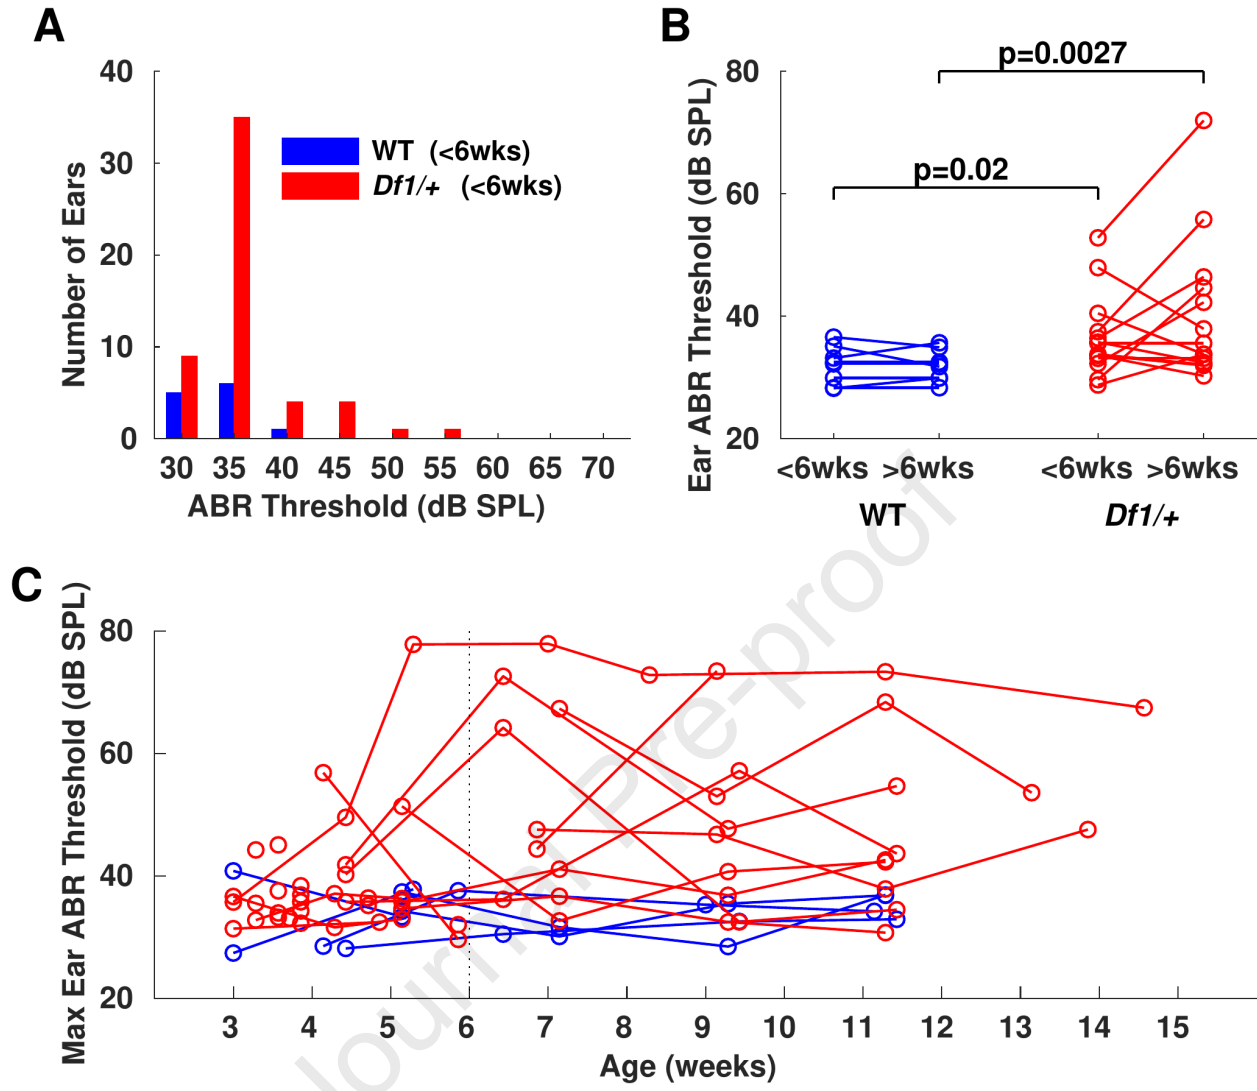 A
Number of Ears
40
30
20
10
0
WT (<6wks)
Df1/+ (<6wks)
30 35 40 45 50 55 60 65 70
ABR Threshold (dB SPL)
B
Ear ABR Threshold (dB SPL)
80
60
40
20
p=0.0027
p=0.02
<6wks >6wks <6wks >6wks
WT Df1/+
C
Max Ear ABR Threshold (dB SPL)
80
60
40
20
3 4 5 6 7 8 9 10 11 12 13 14 15
Age (weeks)
Journal Pre-proof